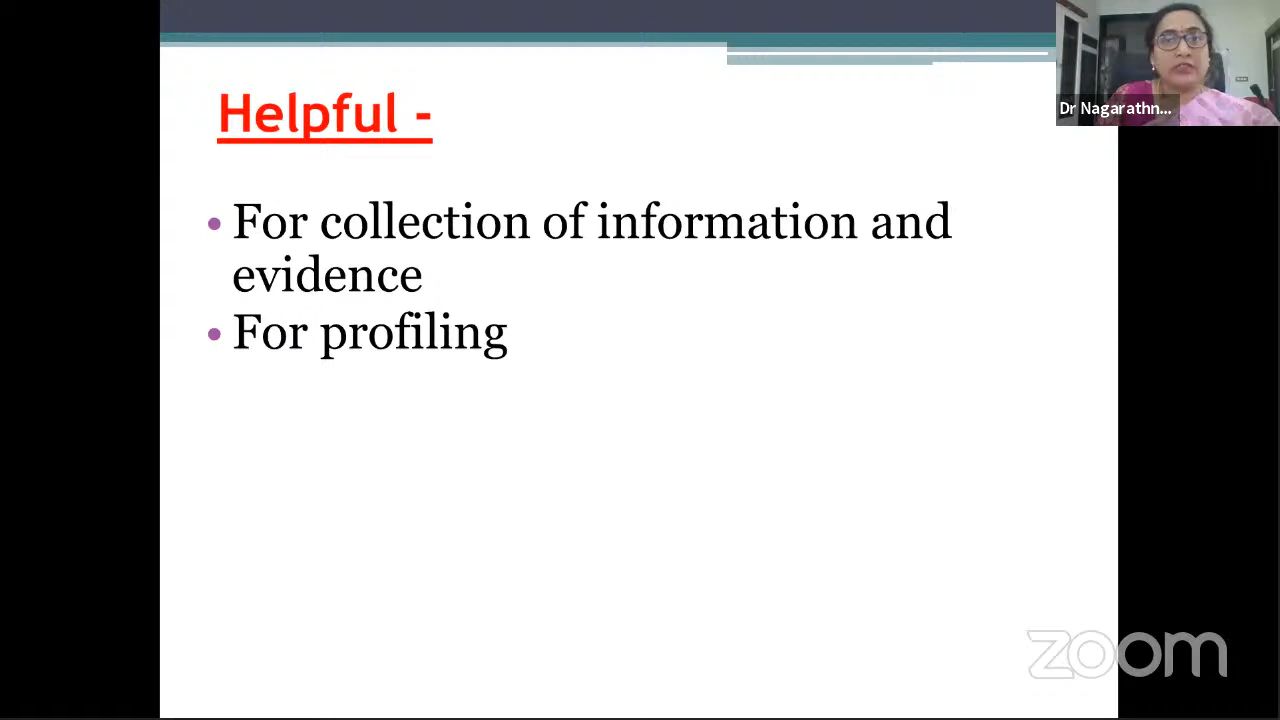 Helpful -
• For collection of information and
evidence
• For profiling
Dr Nagarathn...
zoom